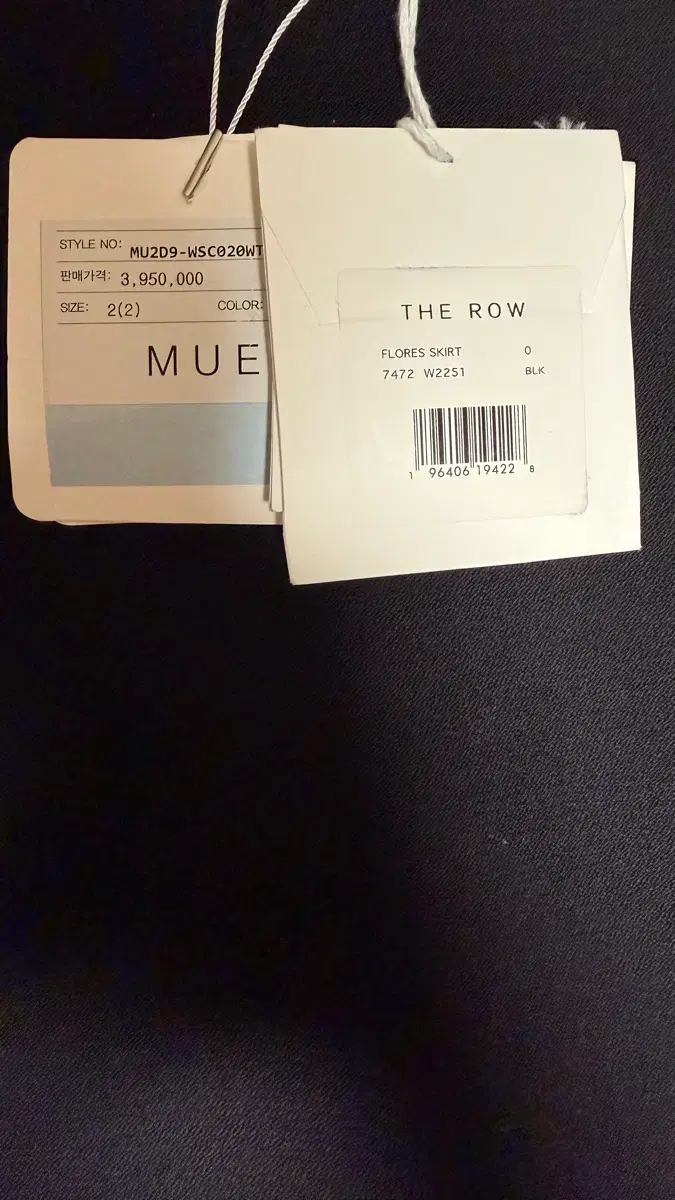 STYLE NO: MU2D9-WSC020WT
판매가격: 3,950,000
SIZE: 2(2) COLOR:
MUE
THE ROW
FLORES SKIRT 0
7472 W2251 BLK
1 96406 19422 8